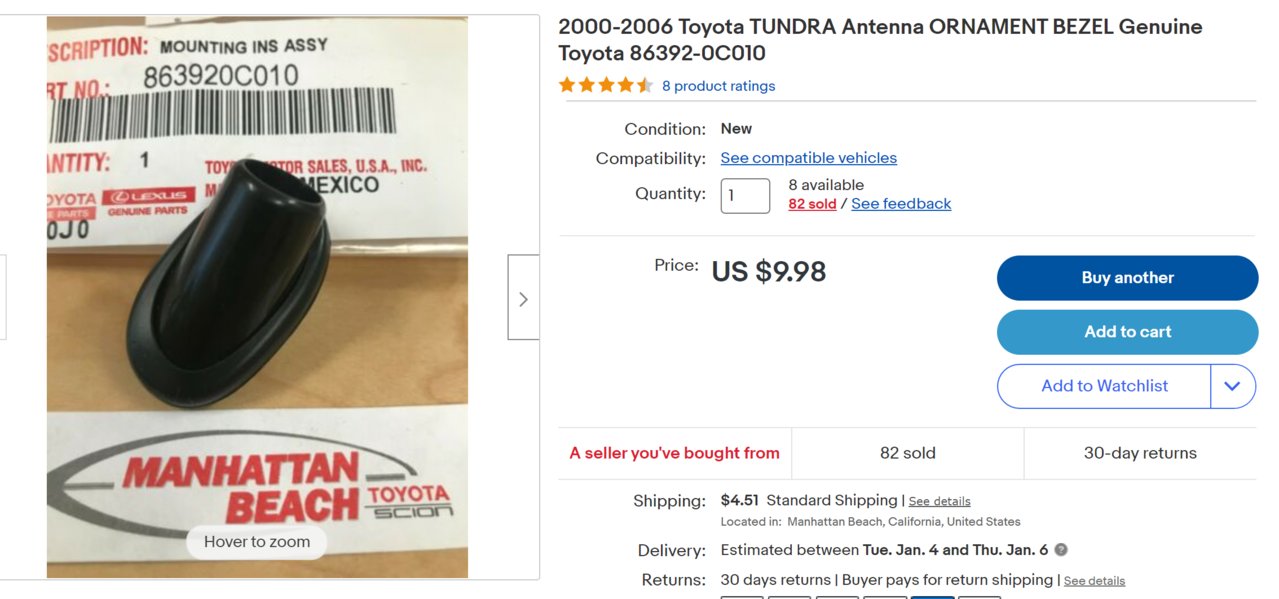 SCRIPTION: MOUNTING INS ASSY
RT NO.: 863920C010
ANTITY: 1
TOYO OTOR SALES, U.S.A., INC.
MEXICO
OYOTA LEXUS
E PARTS GENUINE PARTS
0J0
MANHATTAN
BEACH TOYOTA
SCION
Hover to zoom
2000-2006 Toyota TUNDRA Antenna ORNAMENT BEZEL Genuine
Toyota 86392-0C010
8 product ratings
Condition: New
Compatibility: See compatible vehicles
Quantity: 1 8 available
82 sold / See feedback
Price: US $9.98
Buy another
Add to cart
Add to Watchlist
A seller you've bought from 82 sold 30-day returns
Shipping: $4.51 Standard Shipping | See details
Located in: Manhattan Beach, California, United States
Delivery: Estimated between Tue. Jan. 4 and Thu. Jan. 6 ?
Returns: 30 days returns | Buyer pays for return shipping | See details